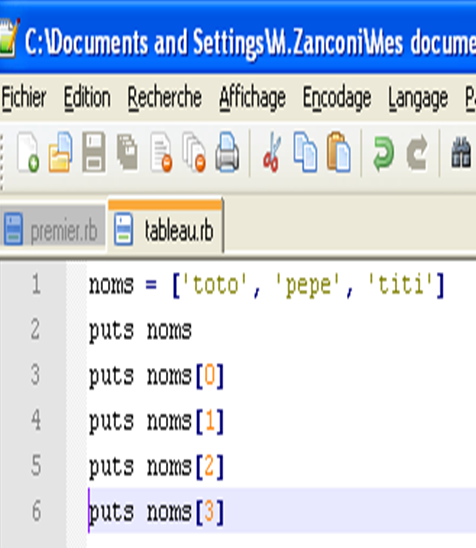 C:\Documents and Settings\M.Zanconi\Mes docume
Fichier Edition Recherche Affichage Encodage Langage P
premier.rb tableau.rb
1 noms = ['toto', 'pepe', 'titi']
2 puts noms
3 puts noms[0]
4 puts noms[1]
5 puts noms[2]
6 puts noms[3]